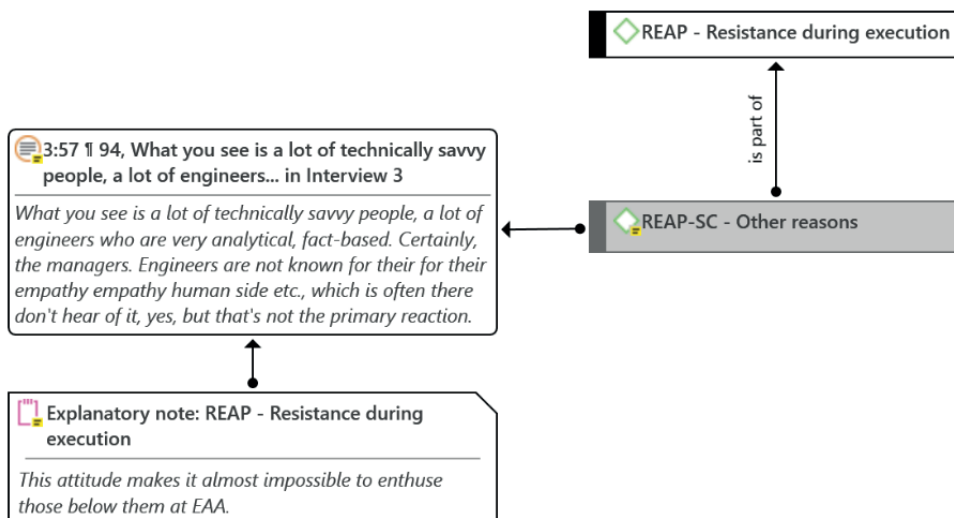 REAP - Resistance during execution
is part of
3:57 ¶ 94, What you see is a lot of technically savvy
people, a lot of engineers... in Interview 3
What you see is a lot of technically savvy people, a lot of
engineers who are very analytical, fact-based. Certainly,
the managers. Engineers are not known for their for their
empathy empathy human side etc., which is often there
don't hear of it, yes, but that's not the primary reaction.
REAP-SC - Other reasons
Explanatory note: REAP - Resistance during
execution
This attitude makes it almost impossible to enthuse
those below them at EAA.